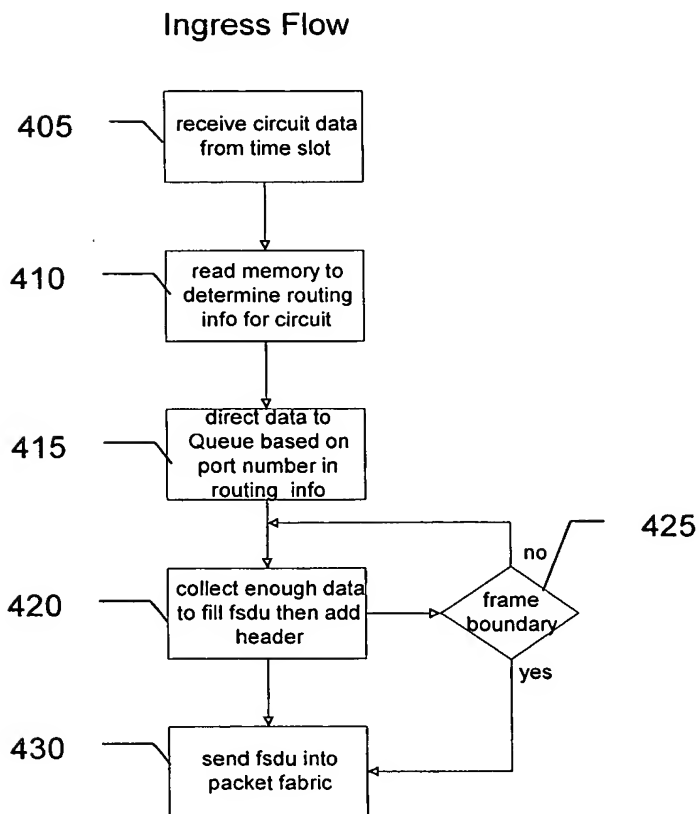 Ingress Flow
405
receive circuit data
from time slot
410
read memory to
determine routing
info for circuit
415
direct data to
Queue based on
port number in
routing info
425
no
420
collect enough data
to fill fsdu then add
header
frame
boundary
yes
430
send fsdu into
packet fabric